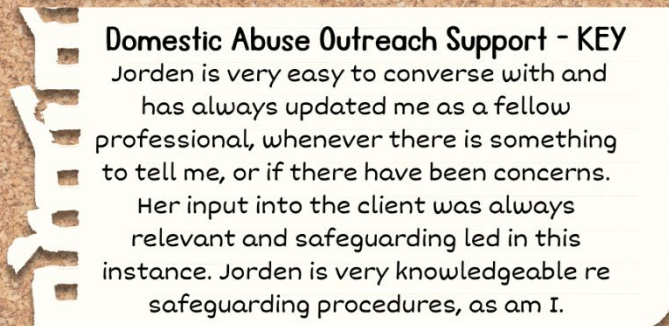 Domestic Abuse Outreach Support - KEY
Jorden is very easy to converse with and
has always updated me as a fellow
professional, whenever there is something
to tell me, or if there have been concerns.
Her input into the client was always
relevant and safeguarding led in this
instance. Jorden is very knowledgeable re
safeguarding procedures, as am I.